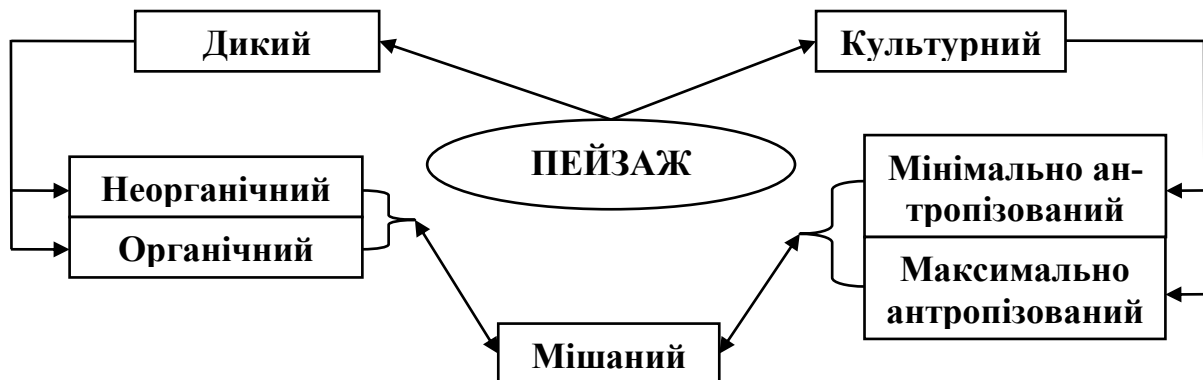 Дикий
Культурний
ПЕЙЗАЖ
Неорганічний
Органічний
Мінімально ан-
тропізований
Максимально
антропізований
Мішаний